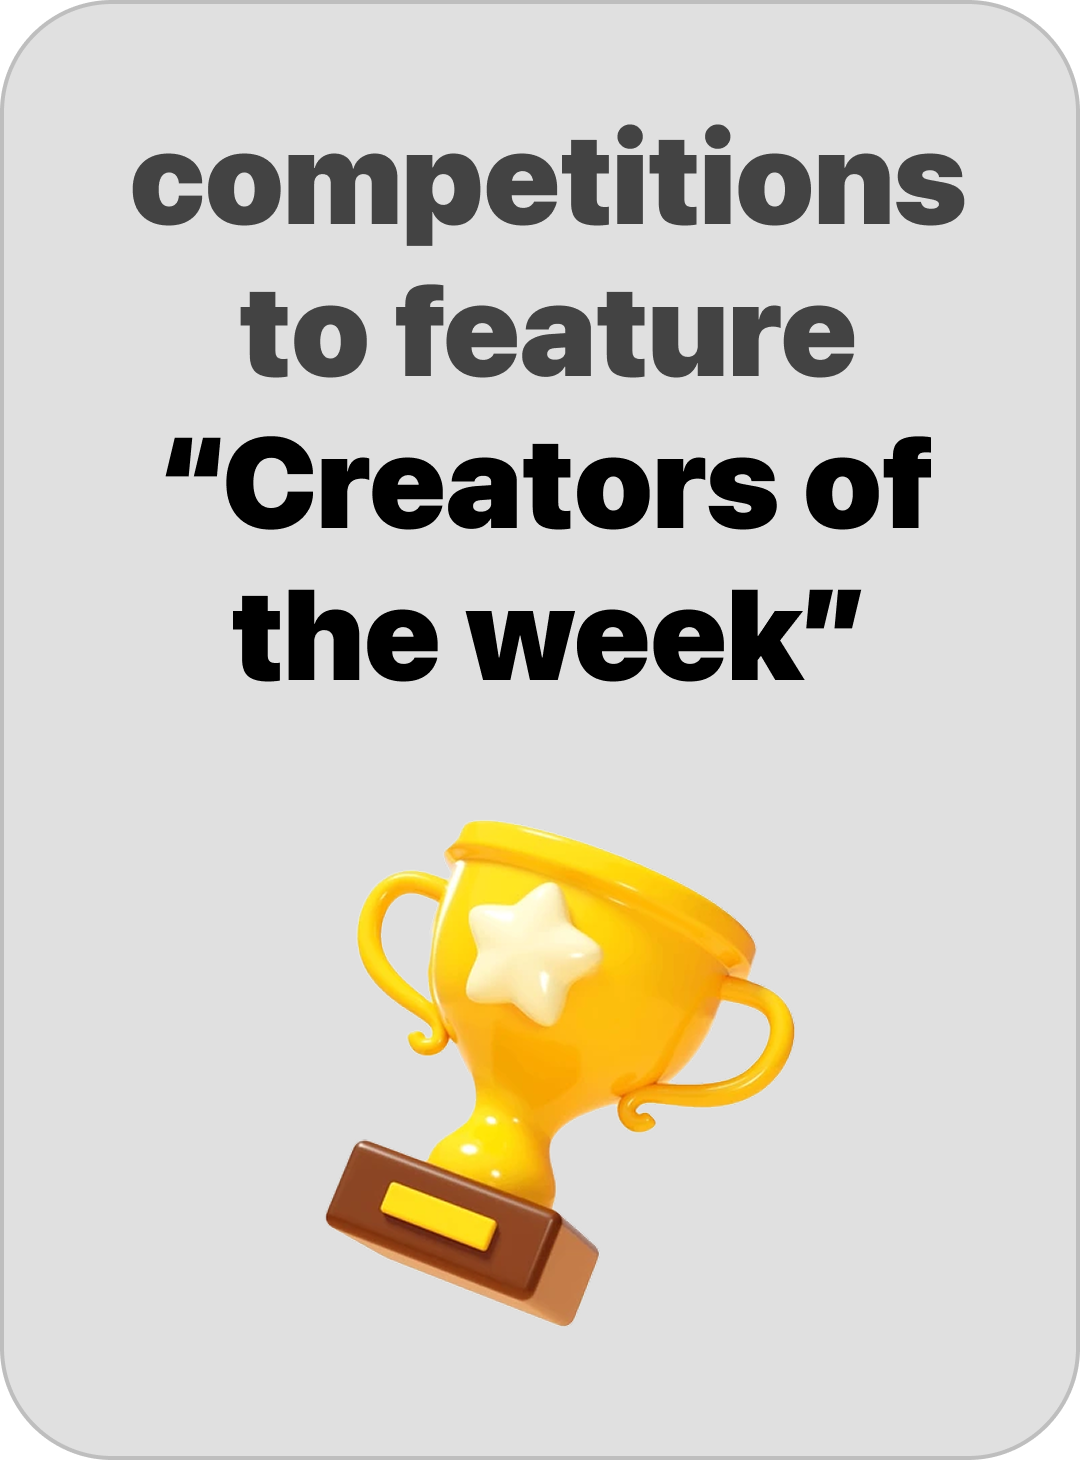 competitions
to feature
“Creators of
the week”